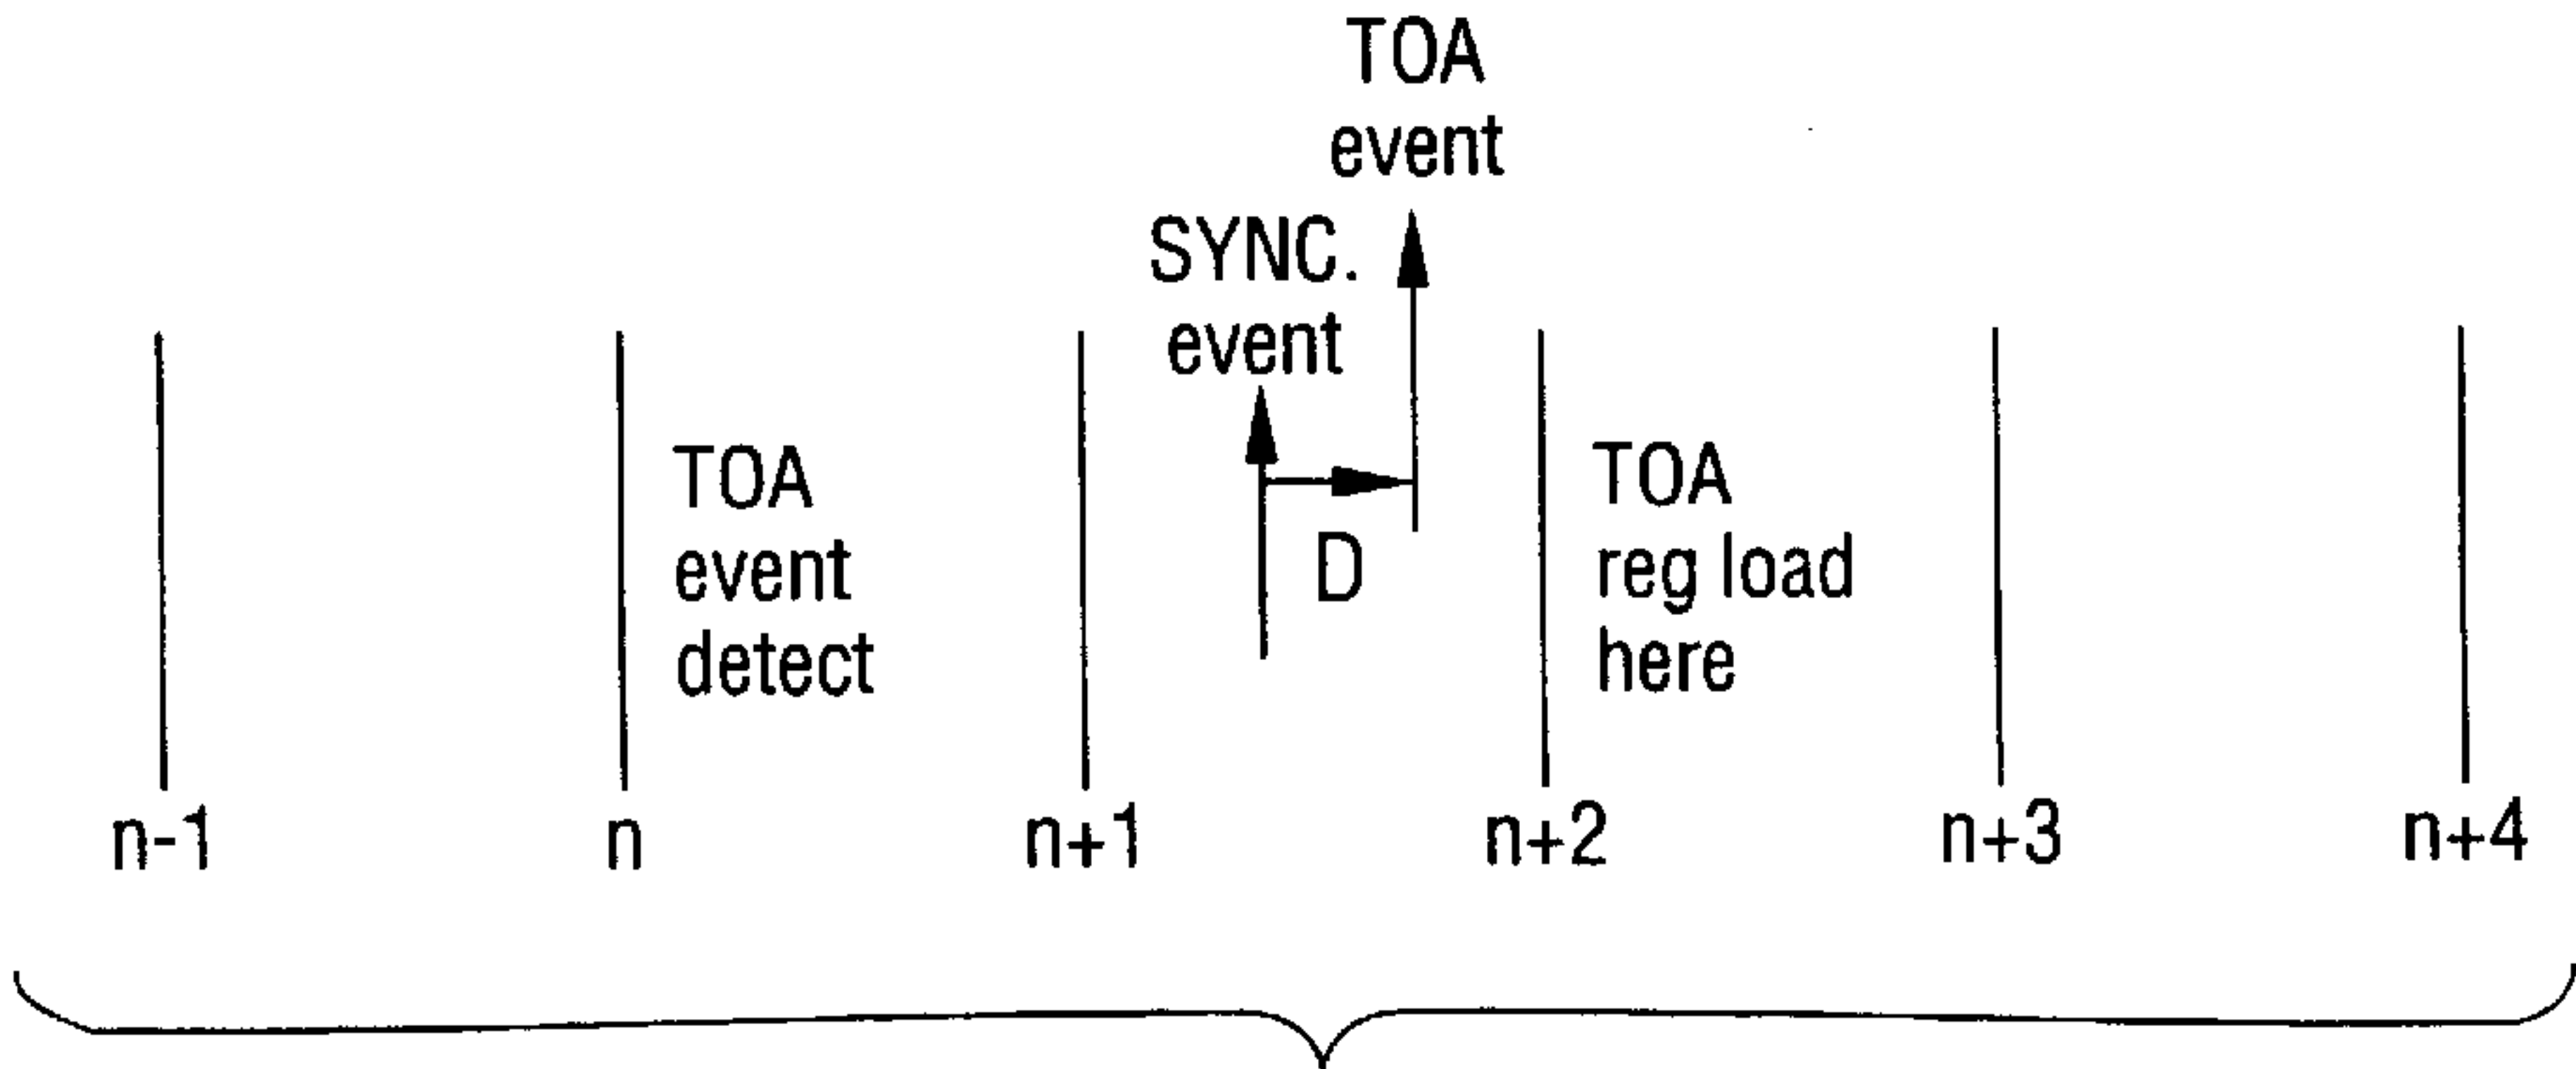 TOA
event
SYNC.
event
TOA
event
detect
D
TOA
reg load
here
n-1
n
n+1
n+2
n+3
n+4